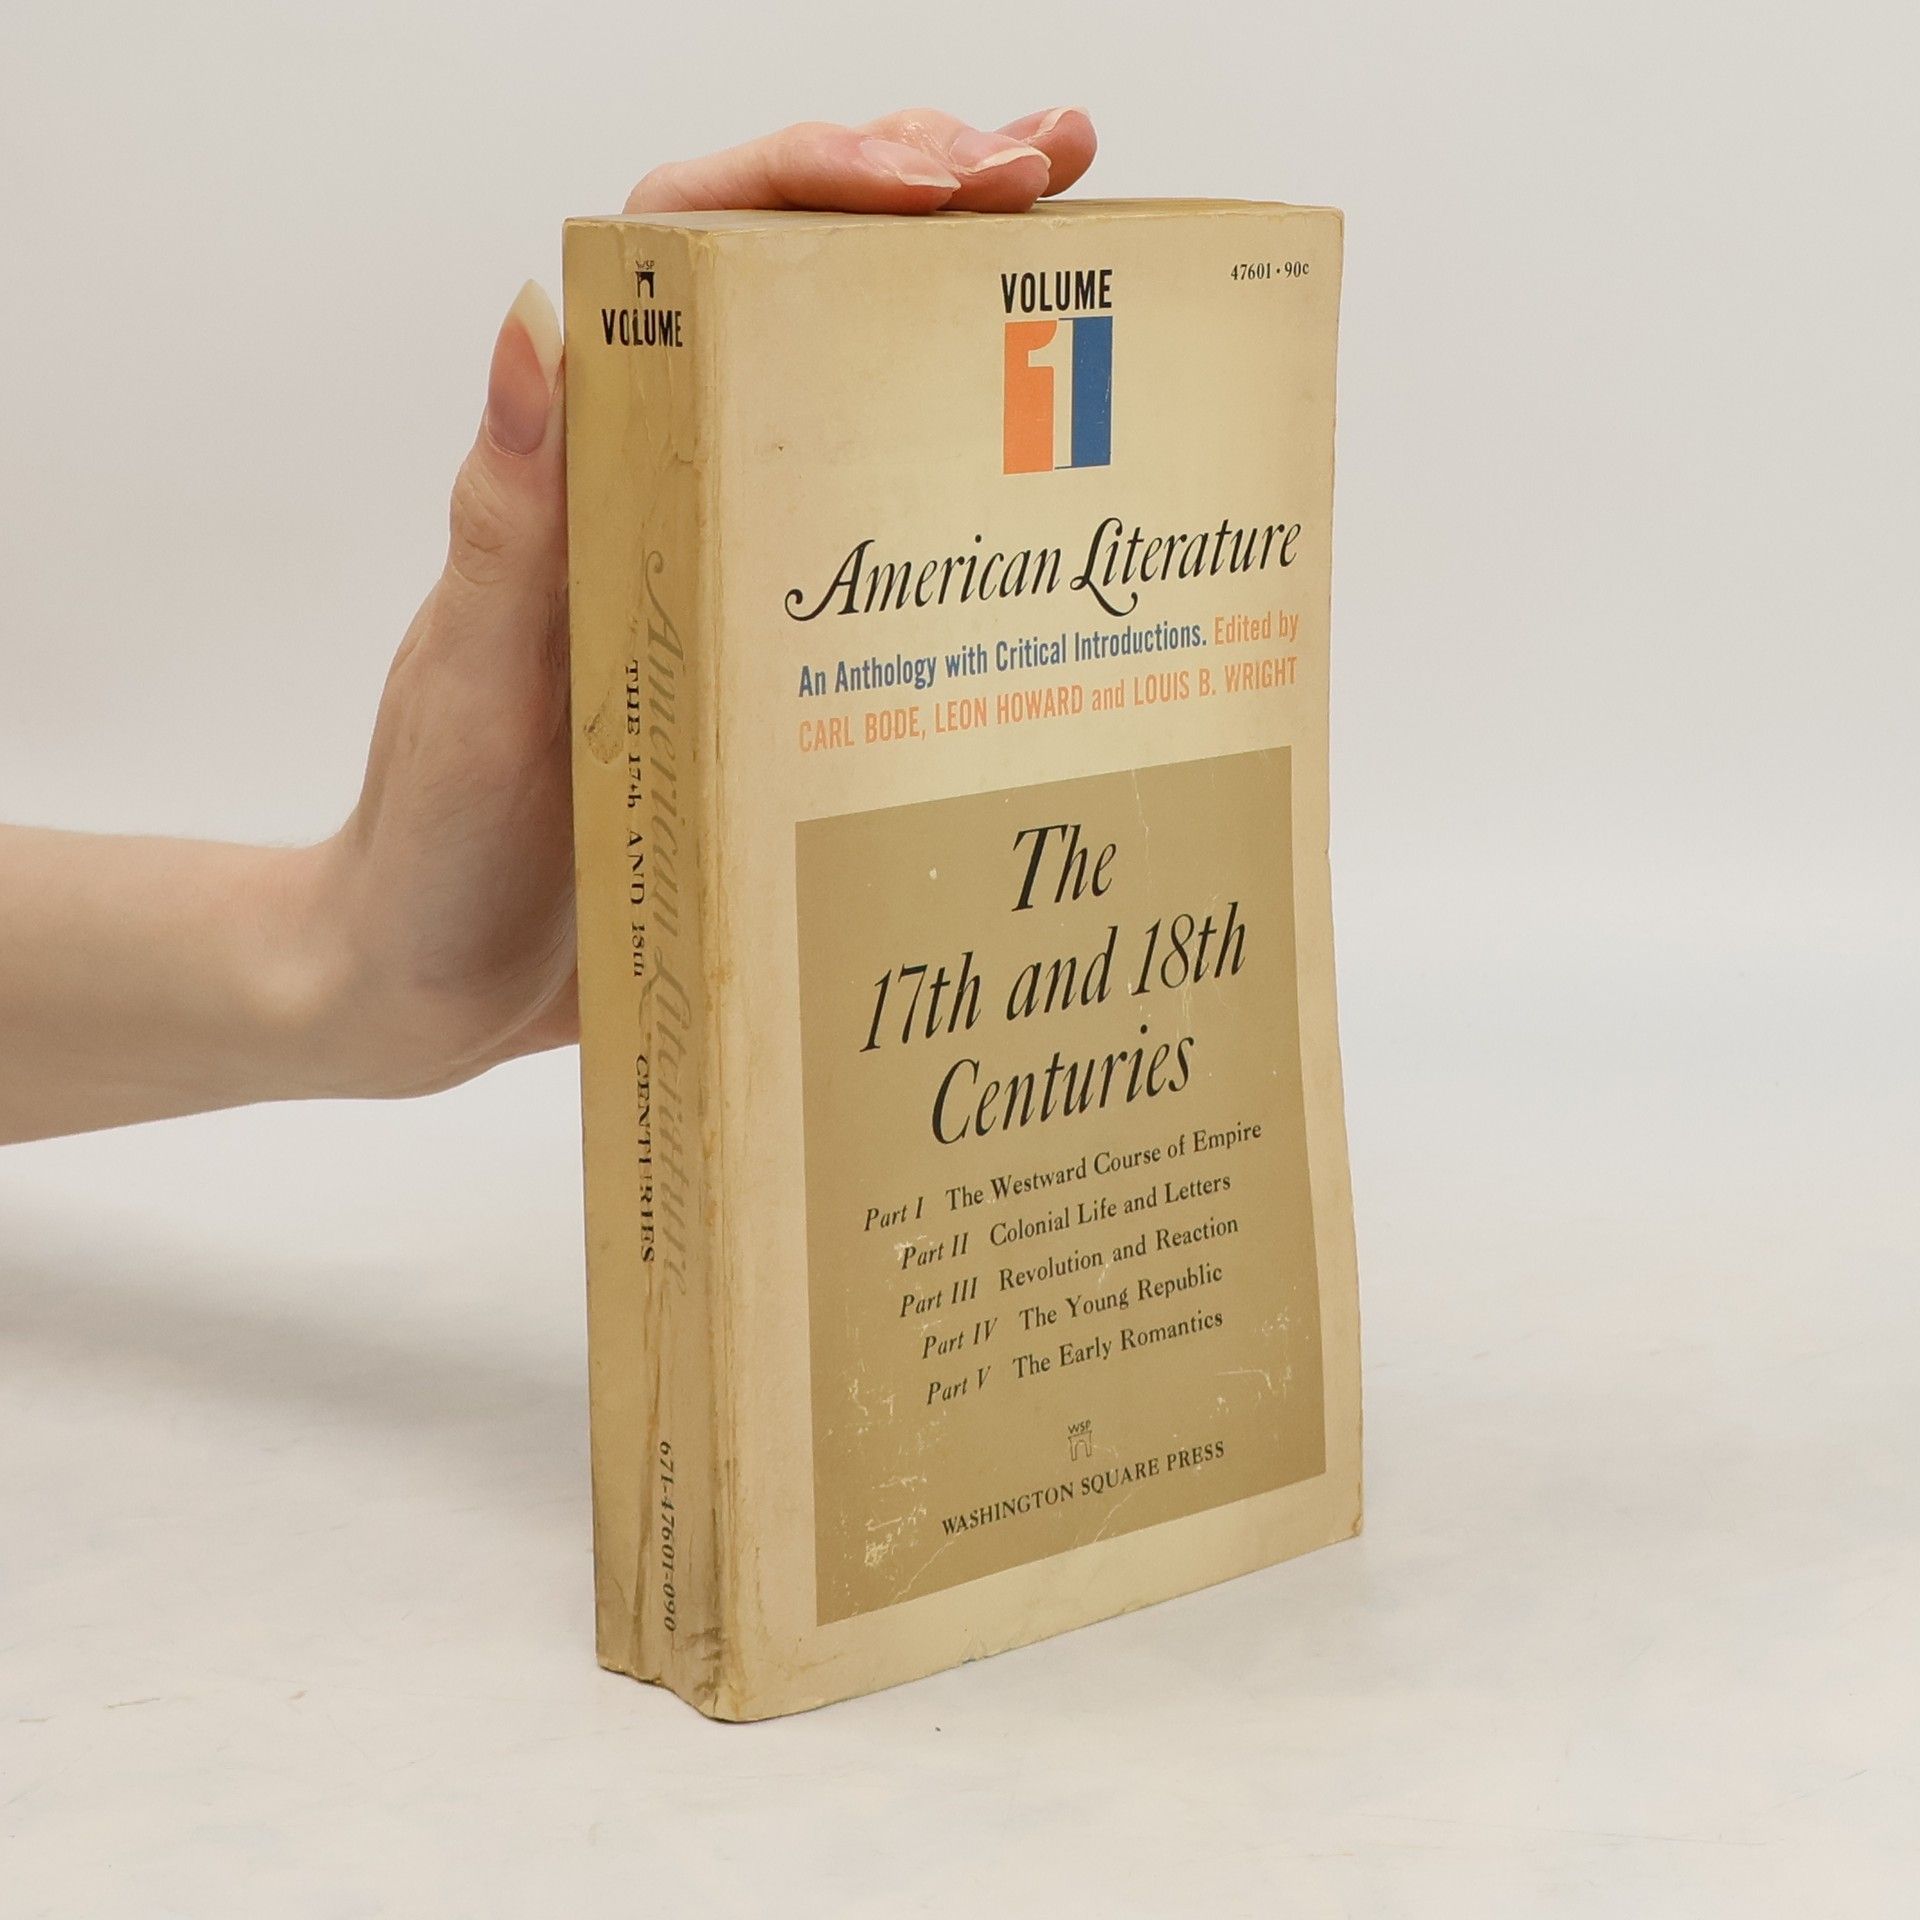 WSP
VOLUME
American Literature
THE 17th AND 18th CENTURIES
671-47601-090
VOLUME
1
47601 • 90c
American Literature
An Anthology with Critical Introductions. Edited by
CARL BODE, LEON HOWARD and LOUIS B. WRIGHT
The
17th and 18th
Centuries
Part I The Westward Course of Empire
Part II Colonial Life and Letters
Part III Revolution and Reaction
Part IV The Young Republic
Part V The Early Romantics
WSP
WASHINGTON SQUARE PRESS